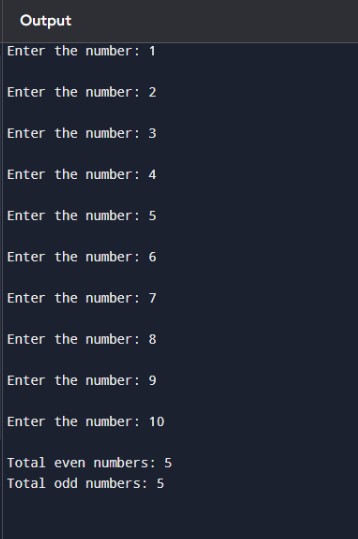 Output
Enter the number: 1
Enter the number: 2
Enter the number: 3
Enter the number: 4
Enter the number: 5
Enter the number: 6
Enter the number: 7
Enter the number: 8
Enter the number: 9
Enter the number: 10
Total even numbers: 5
Total odd numbers: 5